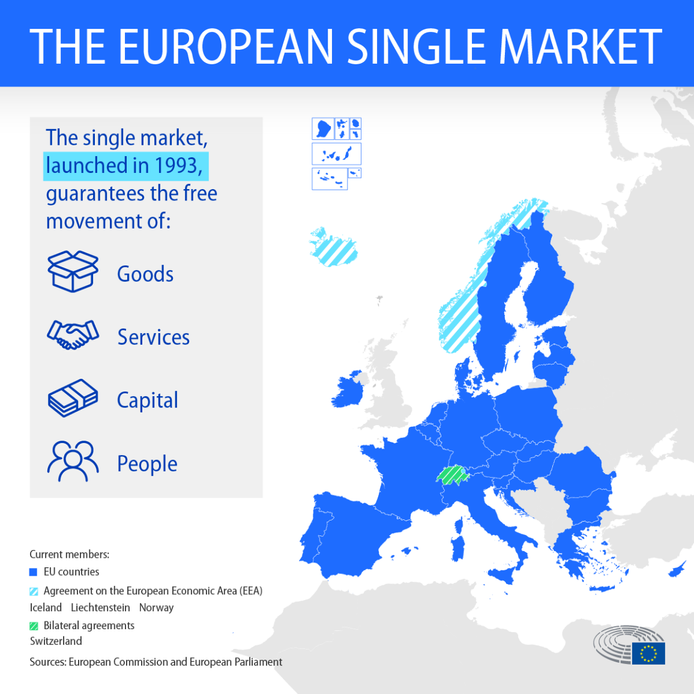 THE EUROPEAN SINGLE MARKET
The single market,
launched in 1993,
guarantees the free
movement of:
Goods
Services
Capital
People
Current members:
EU countries
Agreement on the European Economic Area (EEA)
Iceland Liechtenstein Norway
Bilateral agreements
Switzerland
Sources: European Commission and European Parliament